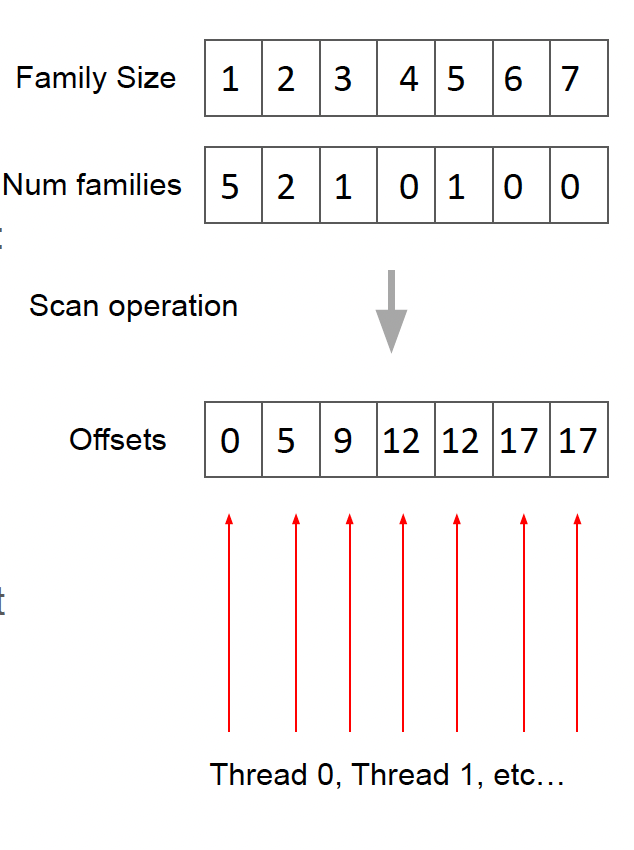 Family Size 1 2 3 4 5 6 7
Num families 5 2 1 0 1 0 0
:
Scan operation
Offsets 0 5 9 12 12 17 17
t
Thread 0, Thread 1, etc…